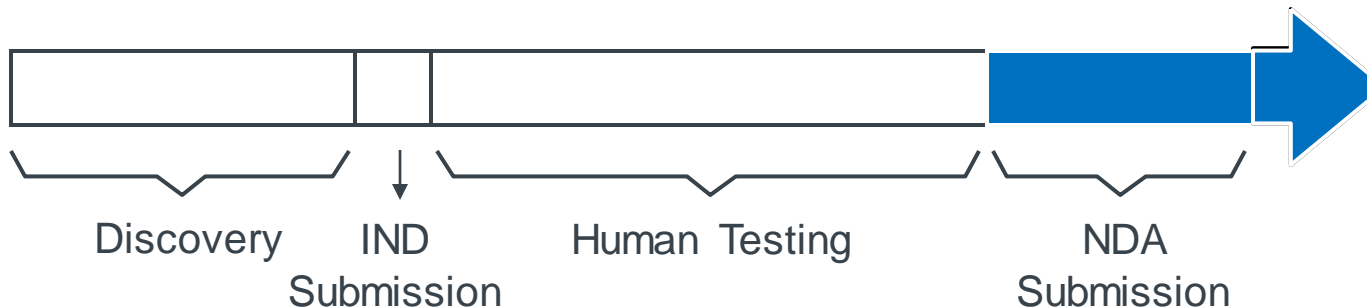 Discovery
IND
Submission
Human Testing
NDA
Submission